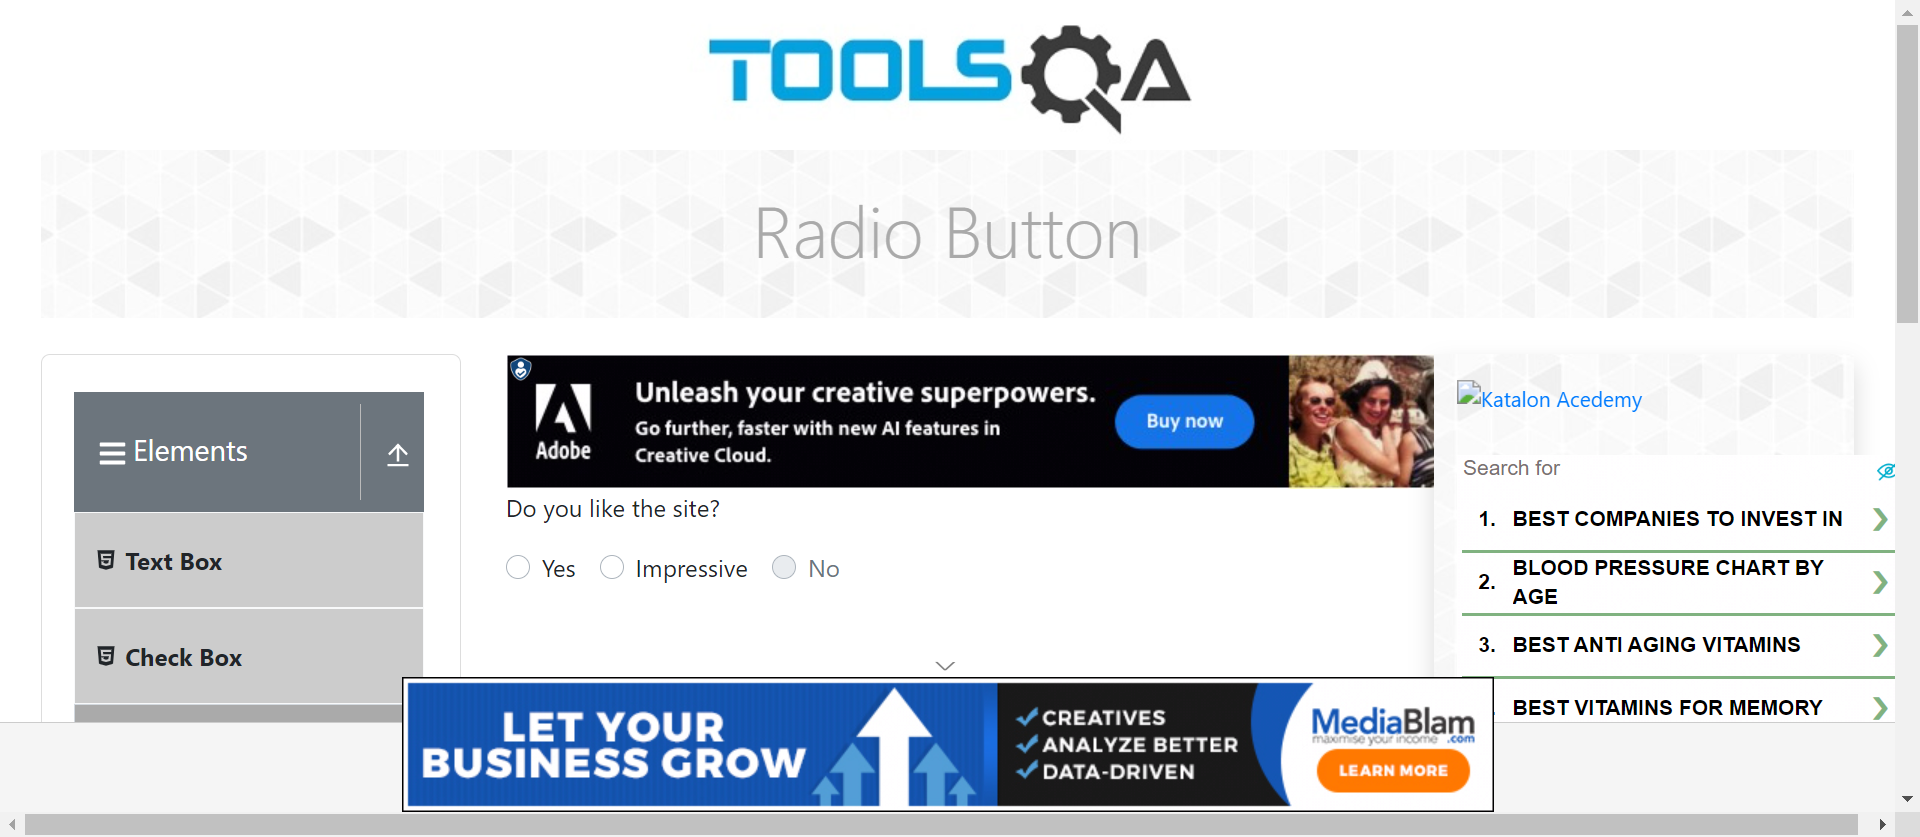 TOOLSQA
Radio Button
Elements
Text Box
Check Box
Adobe
Unleash your creative superpowers.
Go further, faster with new AI features in
Creative Cloud.
Buy now
Do you like the site?
Yes
Impressive
No
Katalon Acedemy
Search for
1. BEST COMPANIES TO INVEST IN
2. BLOOD PRESSURE CHART BY
AGE
3. BEST ANTI AGING VITAMINS
BEST VITAMINS FOR MEMORY
LET YOUR
BUSINESS GROW
CREATIVES
ANALYZE BETTER
DATA-DRIVEN
MediaBlam
maximise your income .com
LEARN MORE